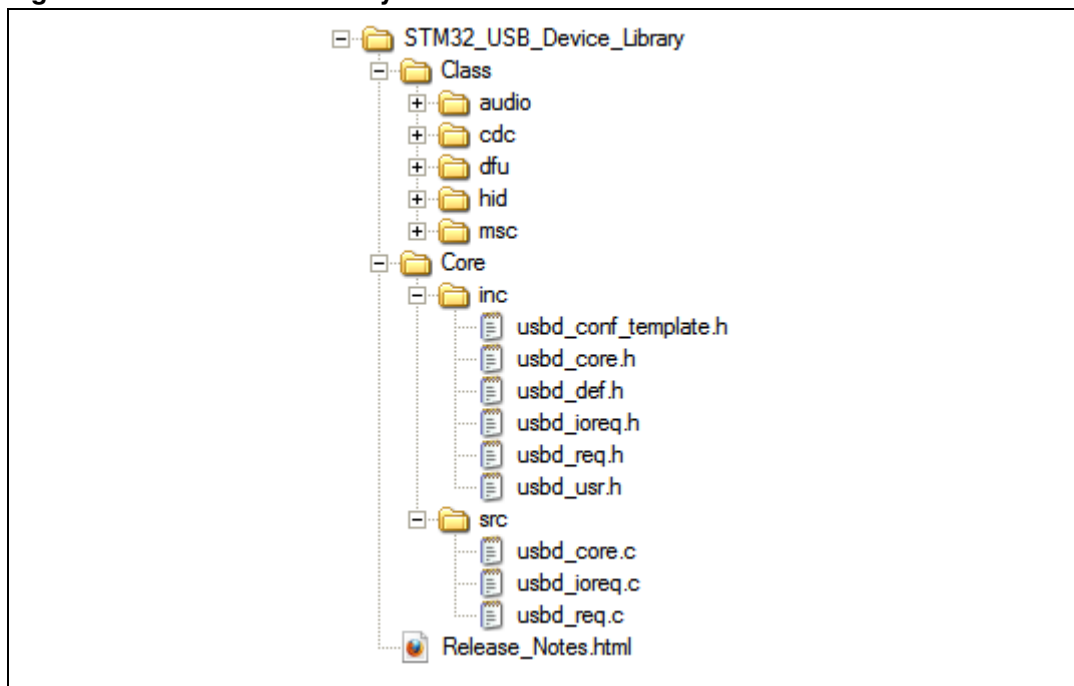 STM32_USB_Device_Library
Class
audio
cdc
dfu
hid
msc
Core
inc
usbd_conf_template.h
usbd_core.h
usbd_def.h
usbd_ioreq.h
usbd_req.h
usbd_usr.h
src
usbd_core.c
usbd_ioreq.c
usbd_req.c
Release_Notes.html